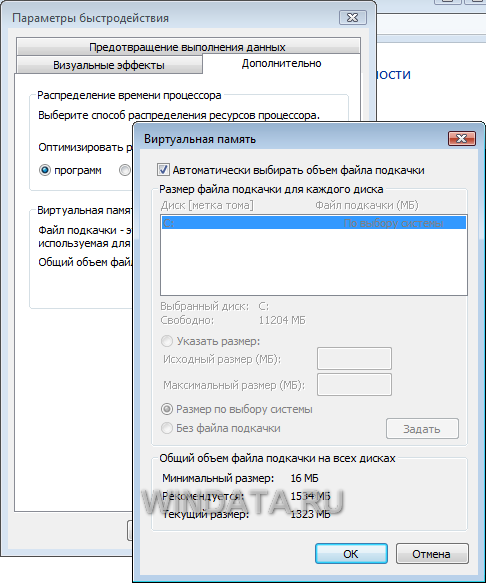 Параметры быстродействия
Предотвращение выполнения данных
Визуальные эффекты
Дополнительно
ности
Распределение времени процессора
Выберите способ распределения ресурсов процессора.
Оптимизировать р
программ
Виртуальная памят
Файл подкачки - э
используемая для
Общий объем файл
Виртуальная память
Автоматически выбирать объем файла подкачки
Размер файла подкачки для каждого диска
Диск [метка тома] Файл подкачки (МБ)
C: По выбору системы
Выбранный диск: C:
Свободно: 11204 МБ
Указать размер:
Исходный размер (МБ):
Максимальный размер (МБ):
Размер по выбору системы
Без файла подкачки
Задать
Общий объем файла подкачки на всех дисках
Минимальный размер: 16 МБ
Рекомендуется: 1534 МБ
Текущий размер: 1323 МБ
WINDATA.RU
OK
Отмена